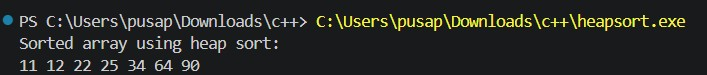 PS C:\Users\pusap\Downloads\c++> C:\Users\pusap\Downloads\c++\heapsort.exe
Sorted array using heap sort:
11 12 22 25 34 64 90